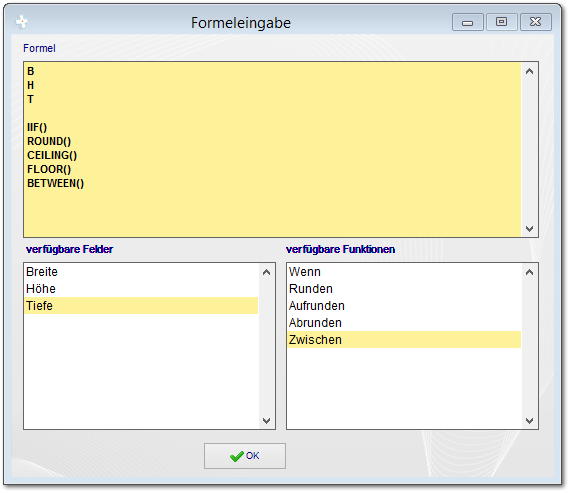 Formeleingabe
Formel
B
H
T
IIF()
ROUND()
CEILING()
FLOOR()
BETWEEN()
verfügbare Felder
verfügbare Funktionen
Breite
Höhe
Tiefe
Wenn
Runden
Aufrunden
Abrunden
Zwischen
OK